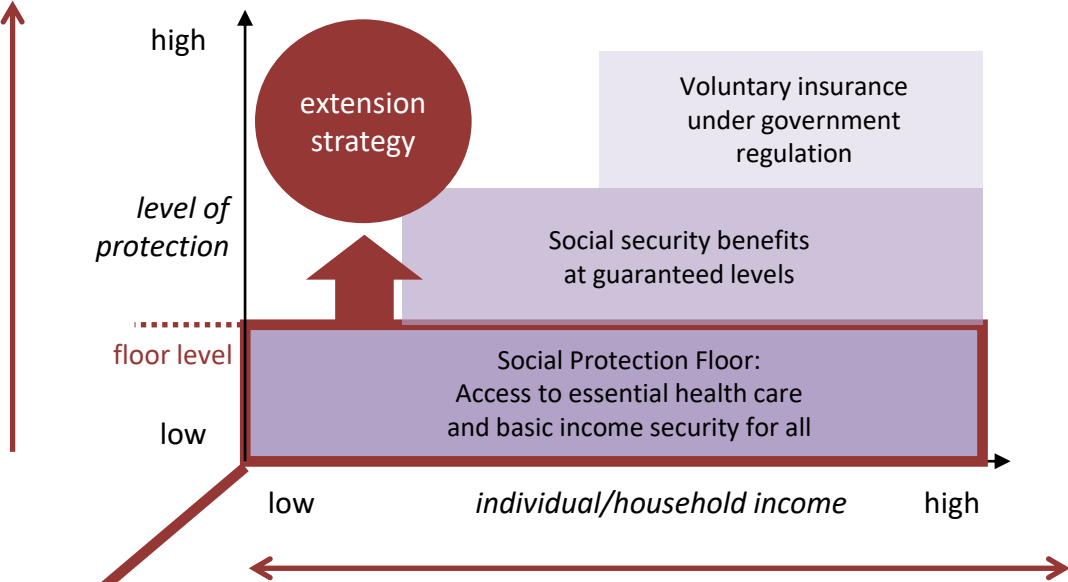 high
extension
strategy
Voluntary insurance
under government
regulation
level of
protection
Social security benefits
at guaranteed levels
floor level
Social Protection Floor:
Access to essential health care
and basic income security for all
low
low
individual/household income
high